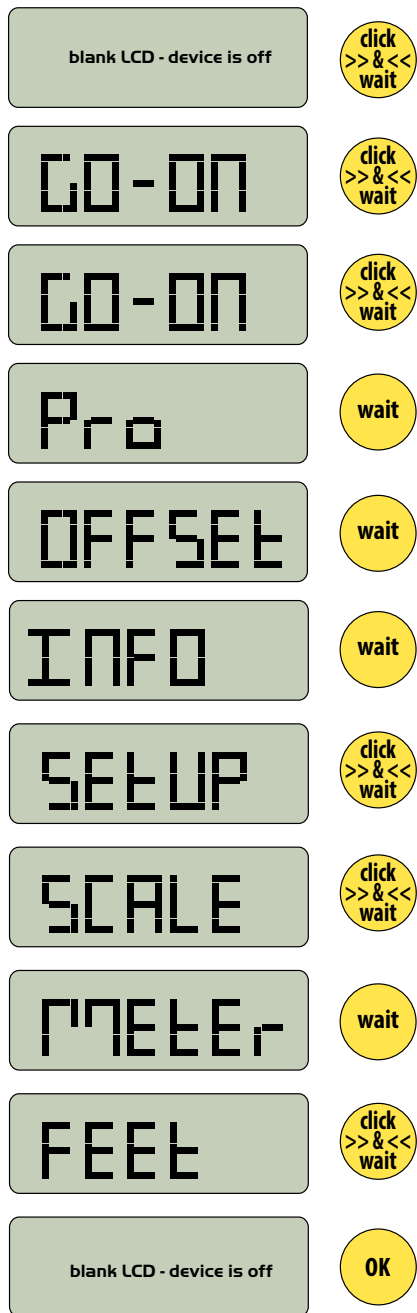 blank LCD - device is off
click
>> & <<
wait
GO-ON
click
>> & <<
wait
GO-ON
click
>> & <<
wait
Pro
wait
OFFSEt
wait
INFO
wait
SEtUP
click
>> & <<
wait
SCALE
click
>> & <<
wait
MEtEr
wait
FEEt
click
>> & <<
wait
blank LCD - device is off
OK